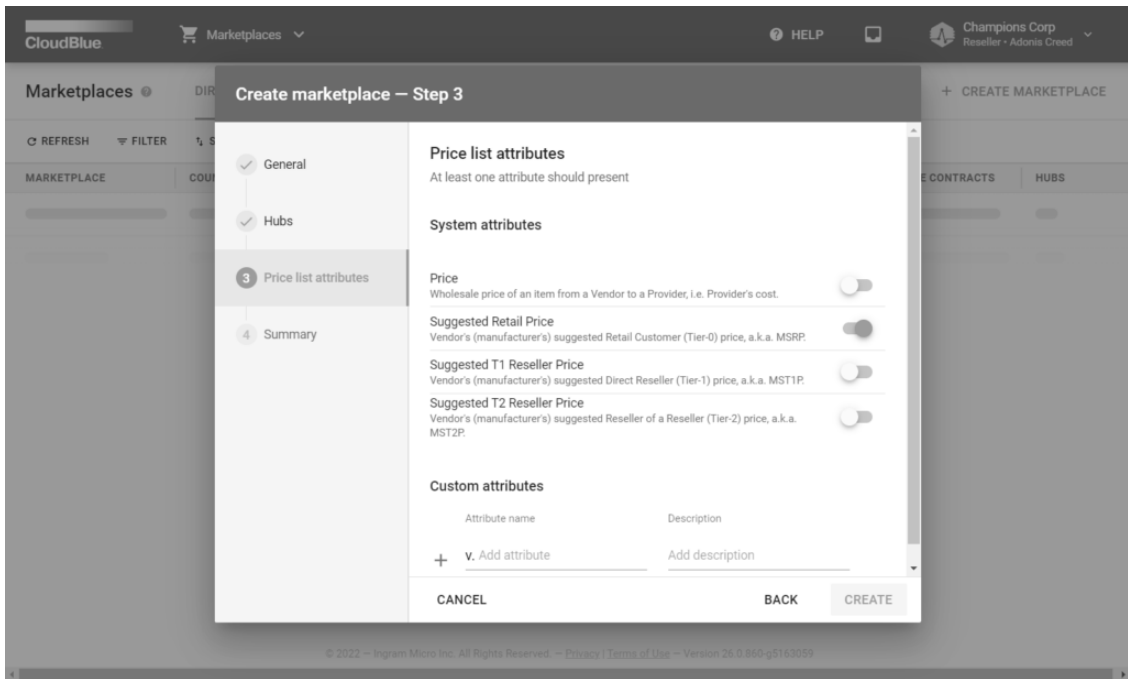 CloudBlue
Marketplaces
HELP
Champions Corp
Reseller • Adonis Creed
Marketplaces
DIR
+ CREATE MARKETPLACE
REFRESH
FILTER
S
MARKETPLACE
COU
E CONTRACTS
HUBS
Create marketplace — Step 3
General
Hubs
3 Price list attributes
4 Summary
Price list attributes
At least one attribute should present
System attributes
Price
Wholesale price of an item from a Vendor to a Provider, i.e. Provider's cost.
Suggested Retail Price
Vendor's (manufacturer's) suggested Retail Customer (Tier-0) price, a.k.a. MSRP.
Suggested T1 Reseller Price
Vendor's (manufacturer's) suggested Direct Reseller (Tier-1) price, a.k.a. MST1P.
Suggested T2 Reseller Price
Vendor's (manufacturer's) suggested Reseller of a Reseller (Tier-2) price, a.k.a.
MST2P.
Custom attributes
Attribute name Description
+ v. Add attribute Add description
CANCEL BACK CREATE
© 2022 — Ingram Micro Inc. All Rights Reserved. — Privacy | Terms of Use — Version 26.0.860-g5163059